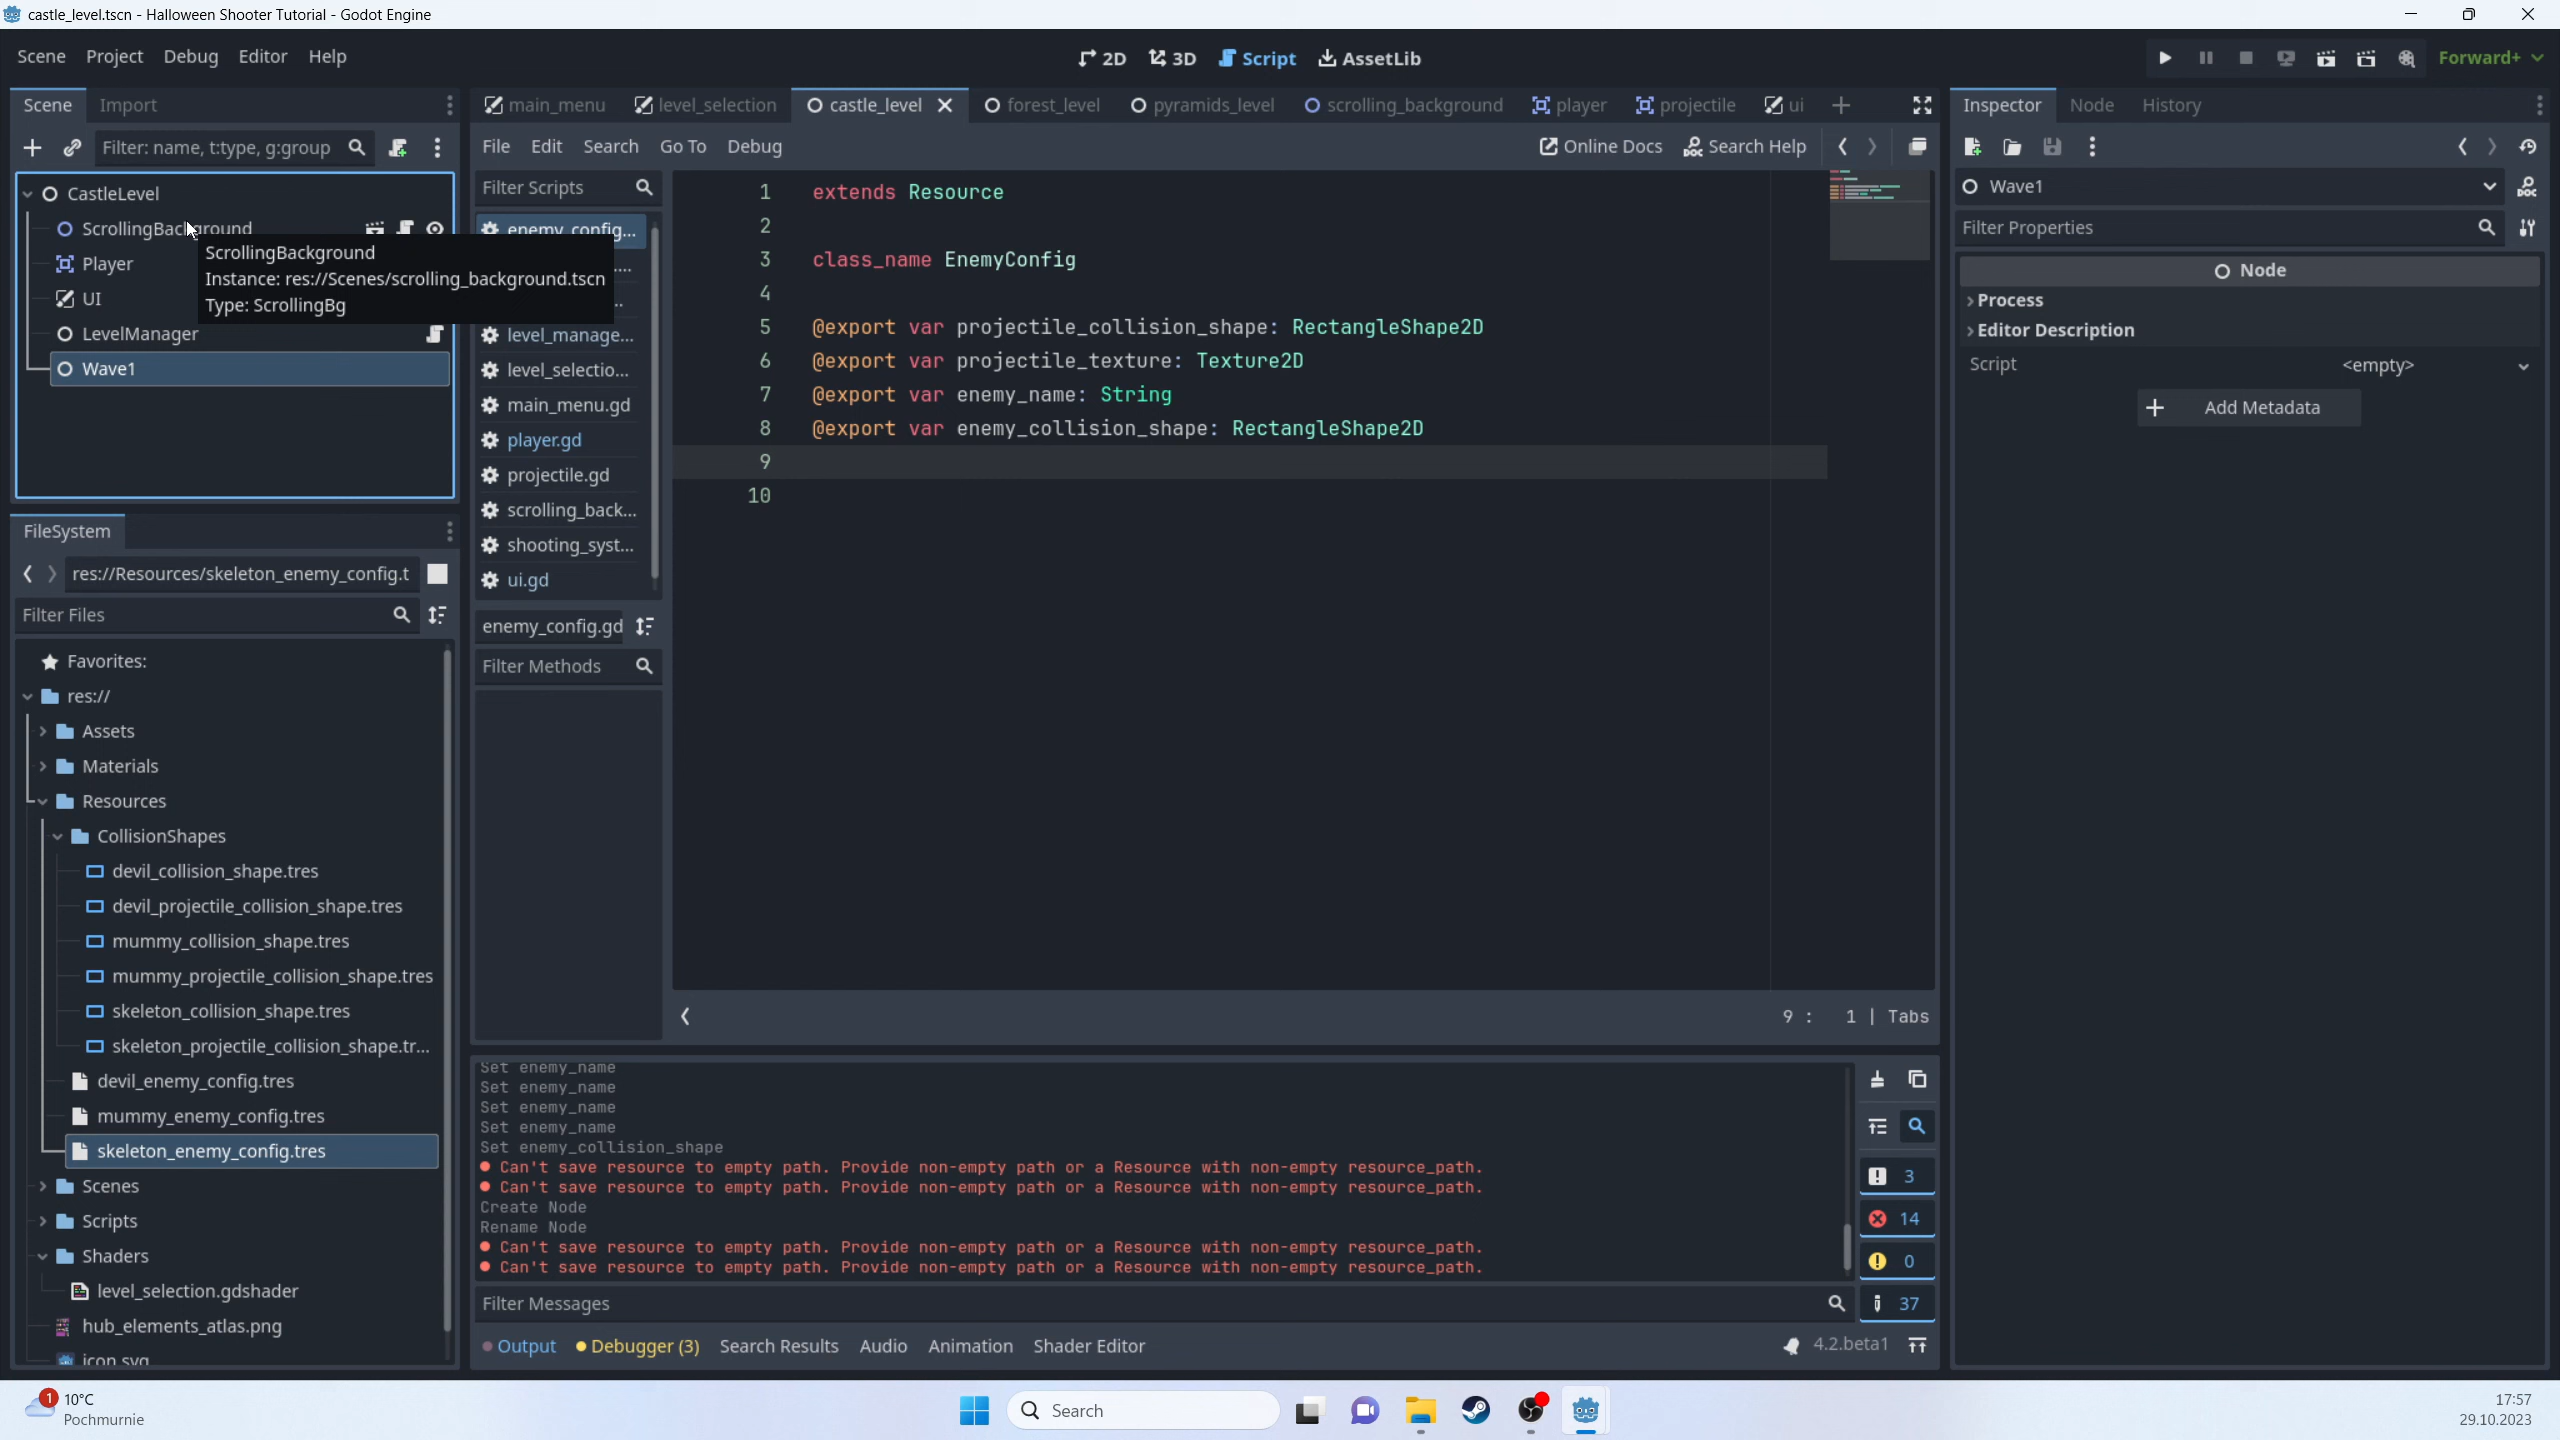 castle_level.tscn - Halloween Shooter Tutorial - Godot Engine
Scene Project Debug Editor Help
2D 3D Script AssetLib
Forward+
Scene Import
main_menu level_selection castle_level forest_level pyramids_level scrolling_background player projectile ui
Inspector Node History
Filter: name, t:type, g:group
File Edit Search Go To Debug
Online Docs Search Help
CastleLevel
ScrollingBackground
Player
UI
LevelManager
Wave1
ScrollingBackground
Instance: res://Scenes/scrolling_background.tscn
Type: ScrollingBg
FileSystem
res://Resources/skeleton_enemy_config.t
Filter Files
Favorites:
res://
Assets
Materials
Resources
CollisionShapes
devil_collision_shape.tres
devil_projectile_collision_shape.tres
mummy_collision_shape.tres
mummy_projectile_collision_shape.tres
skeleton_collision_shape.tres
skeleton_projectile_collision_shape.tr...
devil_enemy_config.tres
mummy_enemy_config.tres
skeleton_enemy_config.tres
Scenes
Scripts
Shaders
level_selection.gdshader
hub_elements_atlas.png
icon.svg
Filter Scripts
enemy_config...
level_manage...
level_selectio...
main_menu.gd
player.gd
projectile.gd
scrolling_back...
shooting_syst...
ui.gd
enemy_config.gd
Filter Methods
1 extends Resource
2
3 class_name EnemyConfig
4
5 @export var projectile_collision_shape: RectangleShape2D
6 @export var projectile_texture: Texture2D
7 @export var enemy_name: String
8 @export var enemy_collision_shape: RectangleShape2D
9
10
9 : 1 | Tabs
Set enemy_name
Set enemy_name
Set enemy_name
Set enemy_name
Set enemy_collision_shape
Can't save resource to empty path. Provide non-empty path or a Resource with non-empty resource_path.
Can't save resource to empty path. Provide non-empty path or a Resource with non-empty resource_path.
Create Node
Rename Node
Can't save resource to empty path. Provide non-empty path or a Resource with non-empty resource_path.
Can't save resource to empty path. Provide non-empty path or a Resource with non-empty resource_path.
3
14
0
37
Filter Messages
Output Debugger (3) Search Results Audio Animation Shader Editor
4.2.beta1
Wave1
Filter Properties
Node
Process
Editor Description
Script <empty>
Add Metadata
1
10°C
Pochmurnie
Search
17:57
29.10.2023